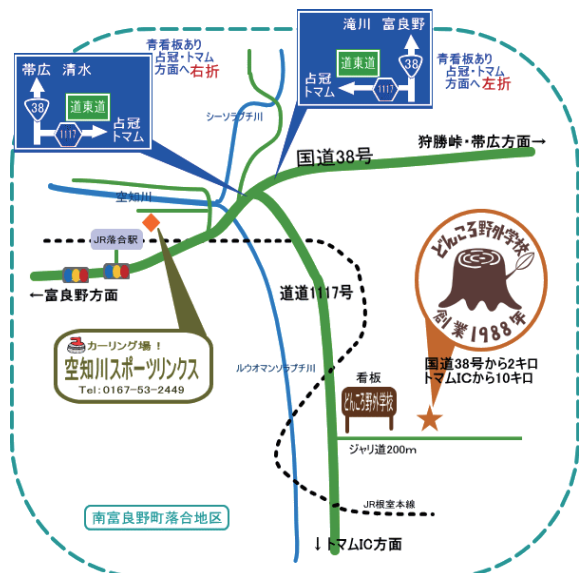 帯広 清水
38
道東道
1117
占冠
トマム
青看板あり
占冠・トマム
方面へ右折
滝川 富良野
38
道東道
占冠
トマム
1117
青看板あり
占冠・トマム
方面へ左折
シーソラプチ川
国道38号
狩勝峠・帯広方面→
空知川
JR落合駅
←富良野方面
道道1117号
どんころ野外学校
創業1988年
カーリング場!
空知川スポーツリンクス
Tel:0167-53-2449
ルウオマンソラプチ川
国道38号から2キロ
トマムICから10キロ
看板
どんころ野外学校
ジャリ道200m
JR根室本線
南富良野町落合地区
↓トマムIC方面